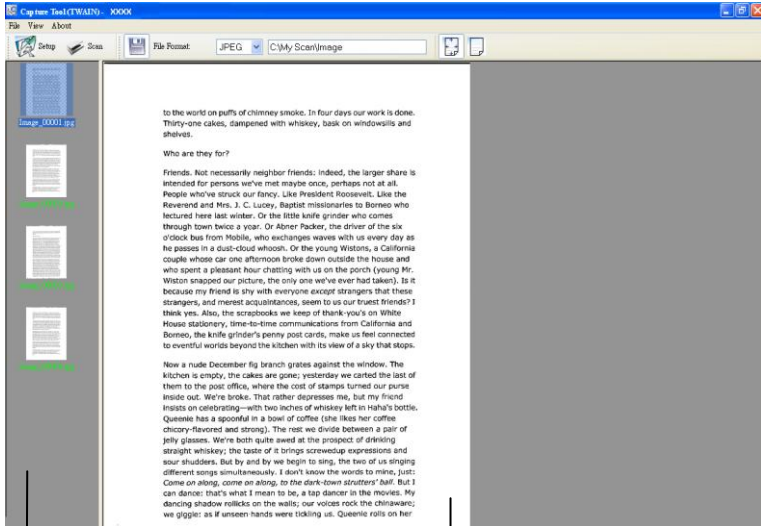 Capture Tool(TWAIN) - XXXX
File View About
Setup Scan File Format: JPEG C:\My Scan\Image
Image_00001.jpg
to the world on puffs of chimney smoke. In four days our work is done.
Thirty-one cakes, dampened with whiskey, bask on windowsills and
shelves.
Who are they for?
Friends. Not necessarily neighbor friends: indeed, the larger share is
intended for persons we've met maybe once, perhaps not at all.
People who've struck our fancy. Like President Roosevelt. Like the
Reverend and Mrs. J. C. Lucey, Baptist missionaries to Borneo who
lectured here last winter. Or the little knife grinder who comes
through town twice a year. Or Abner Packer, the driver of the six
o'clock bus from Mobile, who exchanges waves with us every day as
he passes in a dust-cloud whoosh. Or the young Wistons, a California
couple whose car one afternoon broke down outside the house and
who spent a pleasant hour chatting with us on the porch (young Mr.
Wiston snapped our picture, the only one we've ever had taken). Is it
because my friend is shy with everyone except strangers that these
strangers, and merest acquaintances, seem to us our truest friends? I
think yes. Also, the scrapbooks we keep of thank-you's on White
House stationery, time-to-time communications from California and
Borneo, the knife grinder's penny post cards, make us feel connected
to eventful worlds beyond the kitchen with its view of a sky that stops.
Now a nude December fig branch grates against the window. The
kitchen is empty, the cakes are gone; yesterday we carted the last of
them to the post office, where the cost of stamps turned our purse
inside out. We're broke. That rather depresses me, but my friend
insists on celebrating—with two inches of whiskey left in Haha's bottle.
Queenie has a spoonful in a bowl of coffee (she likes her coffee
chicory-flavored and strong). The rest we divide between a pair of
jelly glasses. We're both quite awed at the prospect of drinking
straight whiskey; the taste of it brings screwedup expressions and
sour shudders. But by and by we begin to sing, the two of us singing
different songs simultaneously. I don't know the words to mine, just:
Come on along, come on along, to the dark-town strutters' ball. But I
can dance: that's what I mean to be, a tap dancer in the movies. My
dancing shadow rollicks on the walls; our voices rock the chinaware;
we giggle: as if unseen hands were tickling us. Queenie rolls on her